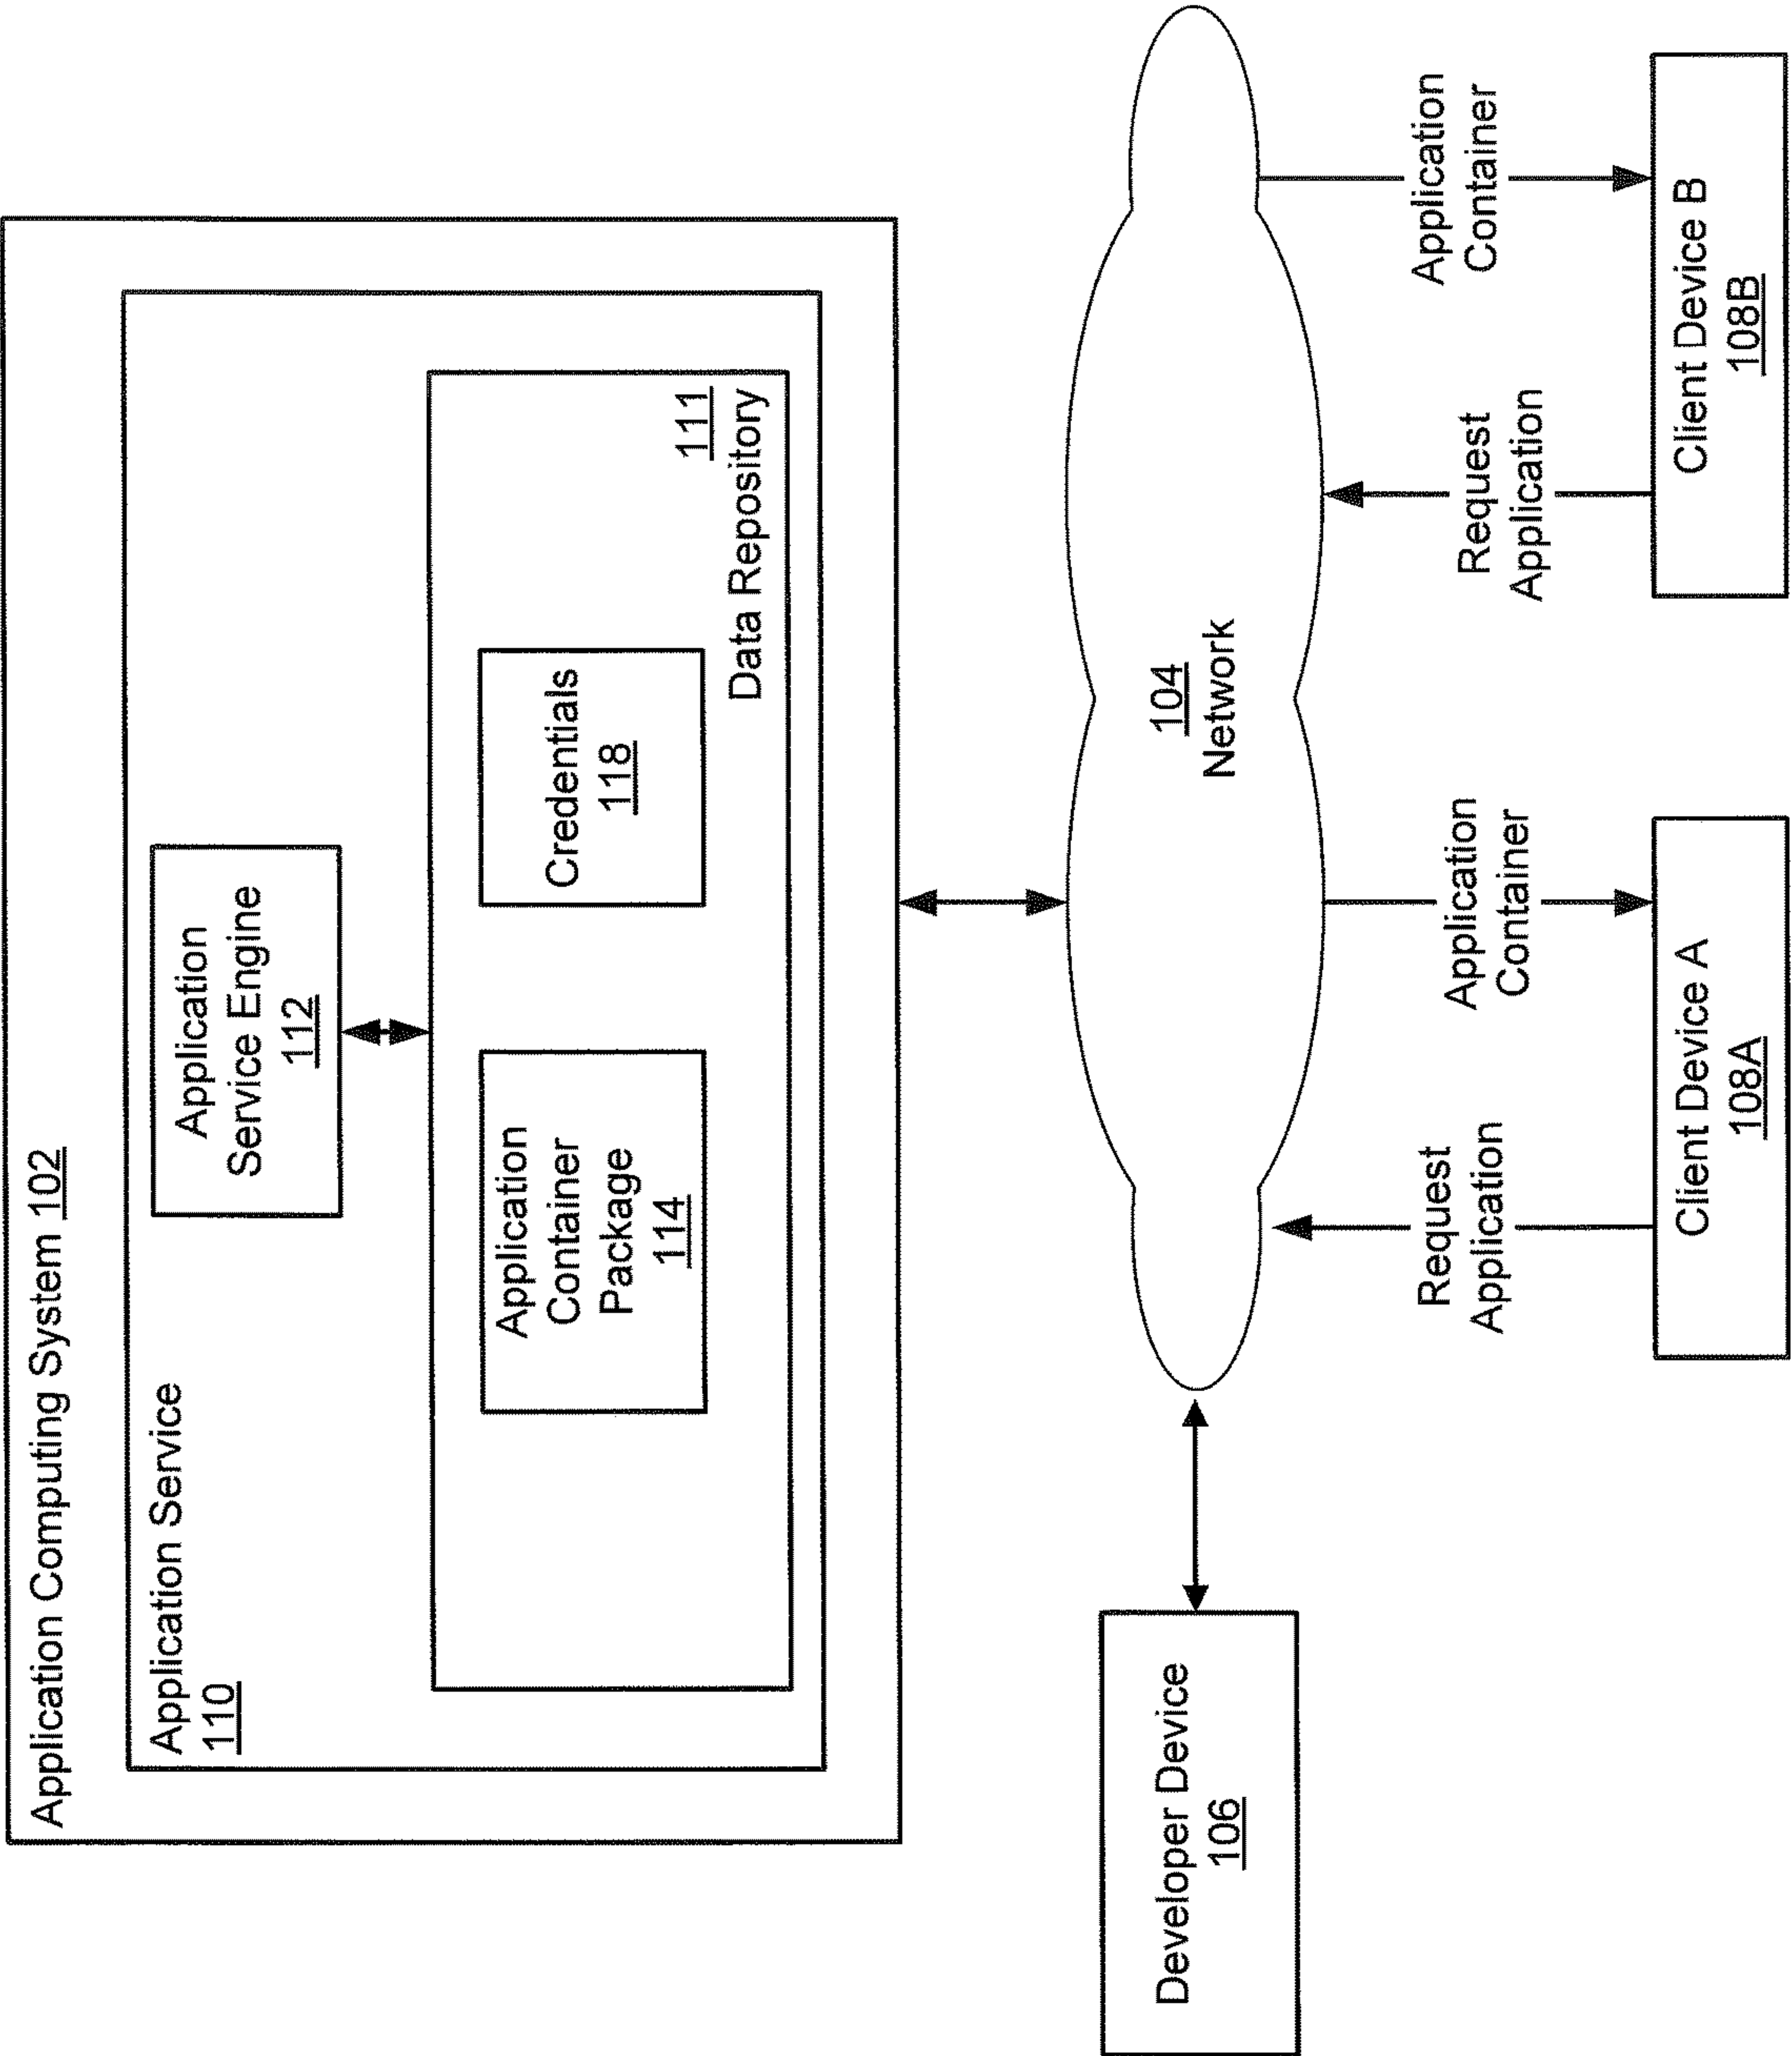 Application Computing System 102
Application Service
110
Application
Service Engine
112
Application
Container
Package
114
Credentials
118
111
Data Repository
104
Network
Developer Device
106
Request
Application
Application
Container
Request
Application
Application
Container
Client Device A
108A
Client Device B
108B